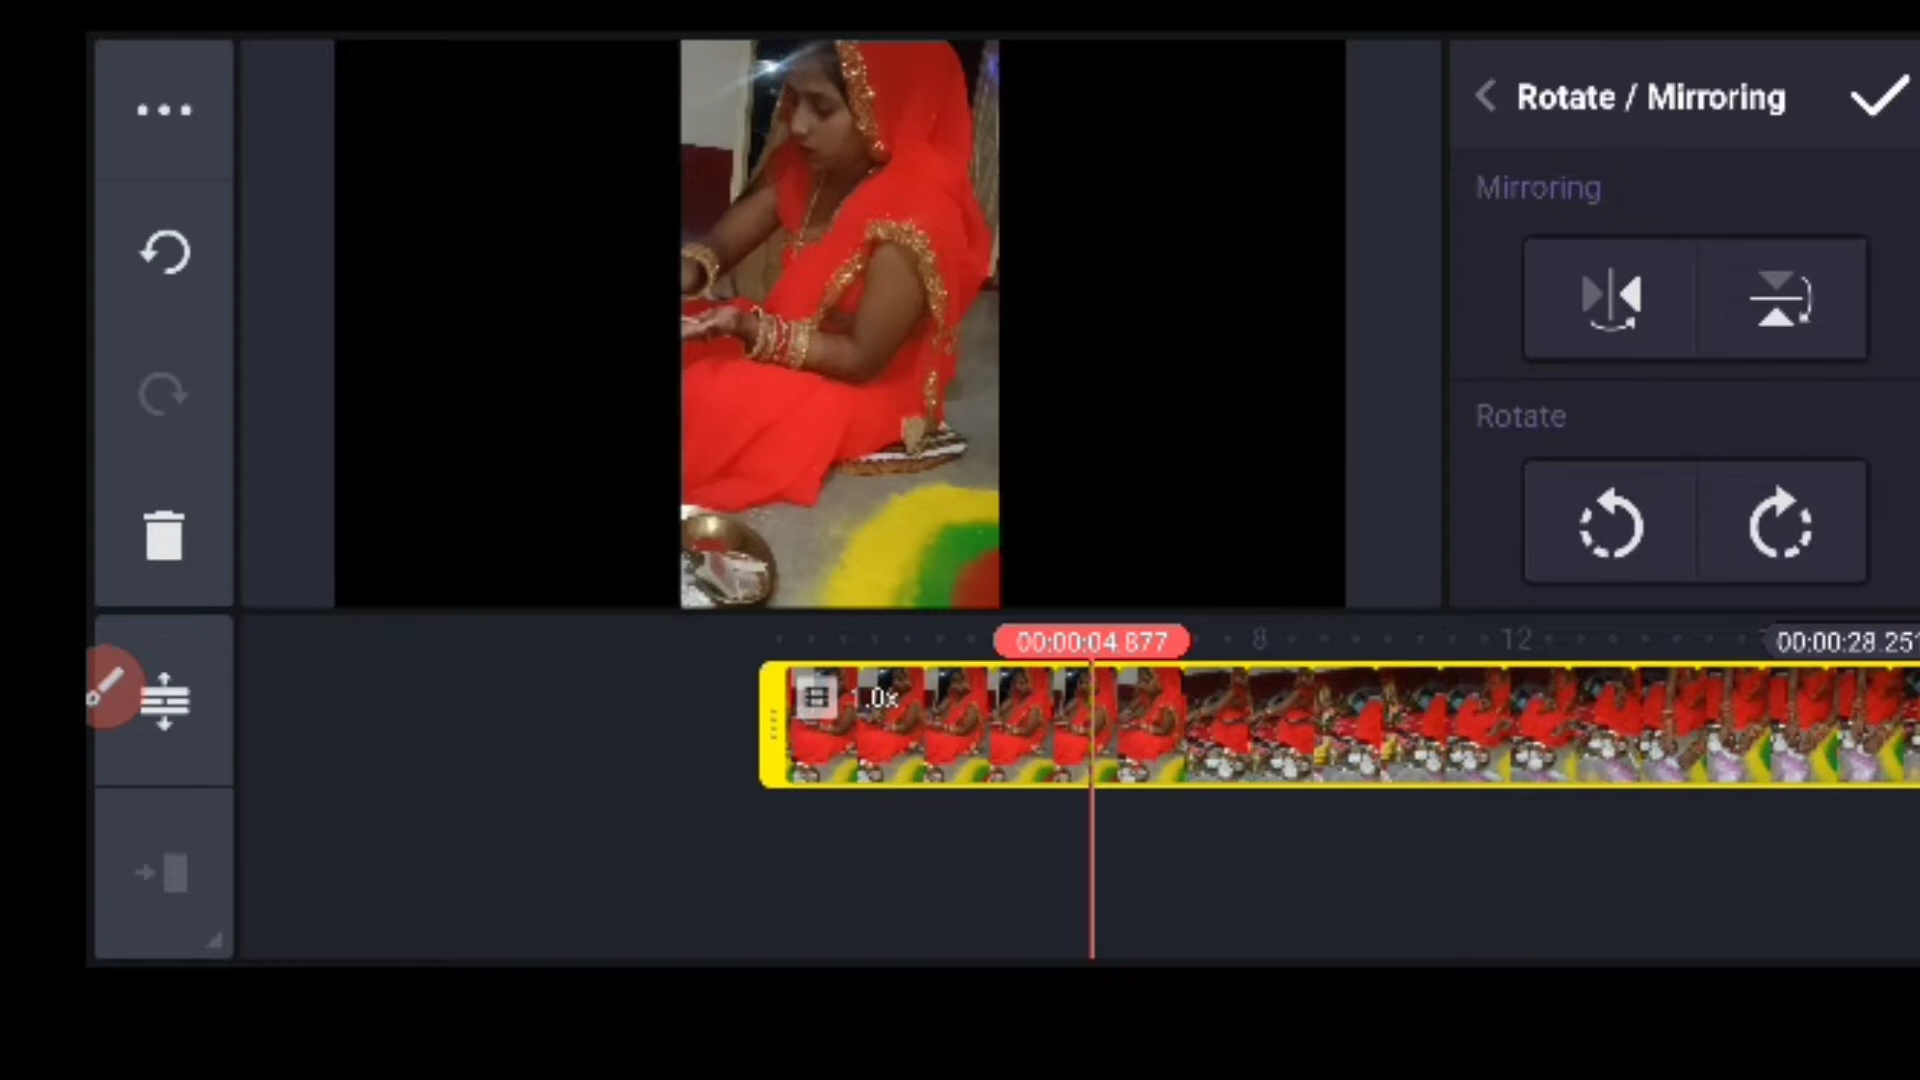 Rotate / Mirroring
Mirroring
Rotate
00:00:04.877
8
12
00:00:28.251
1.0x